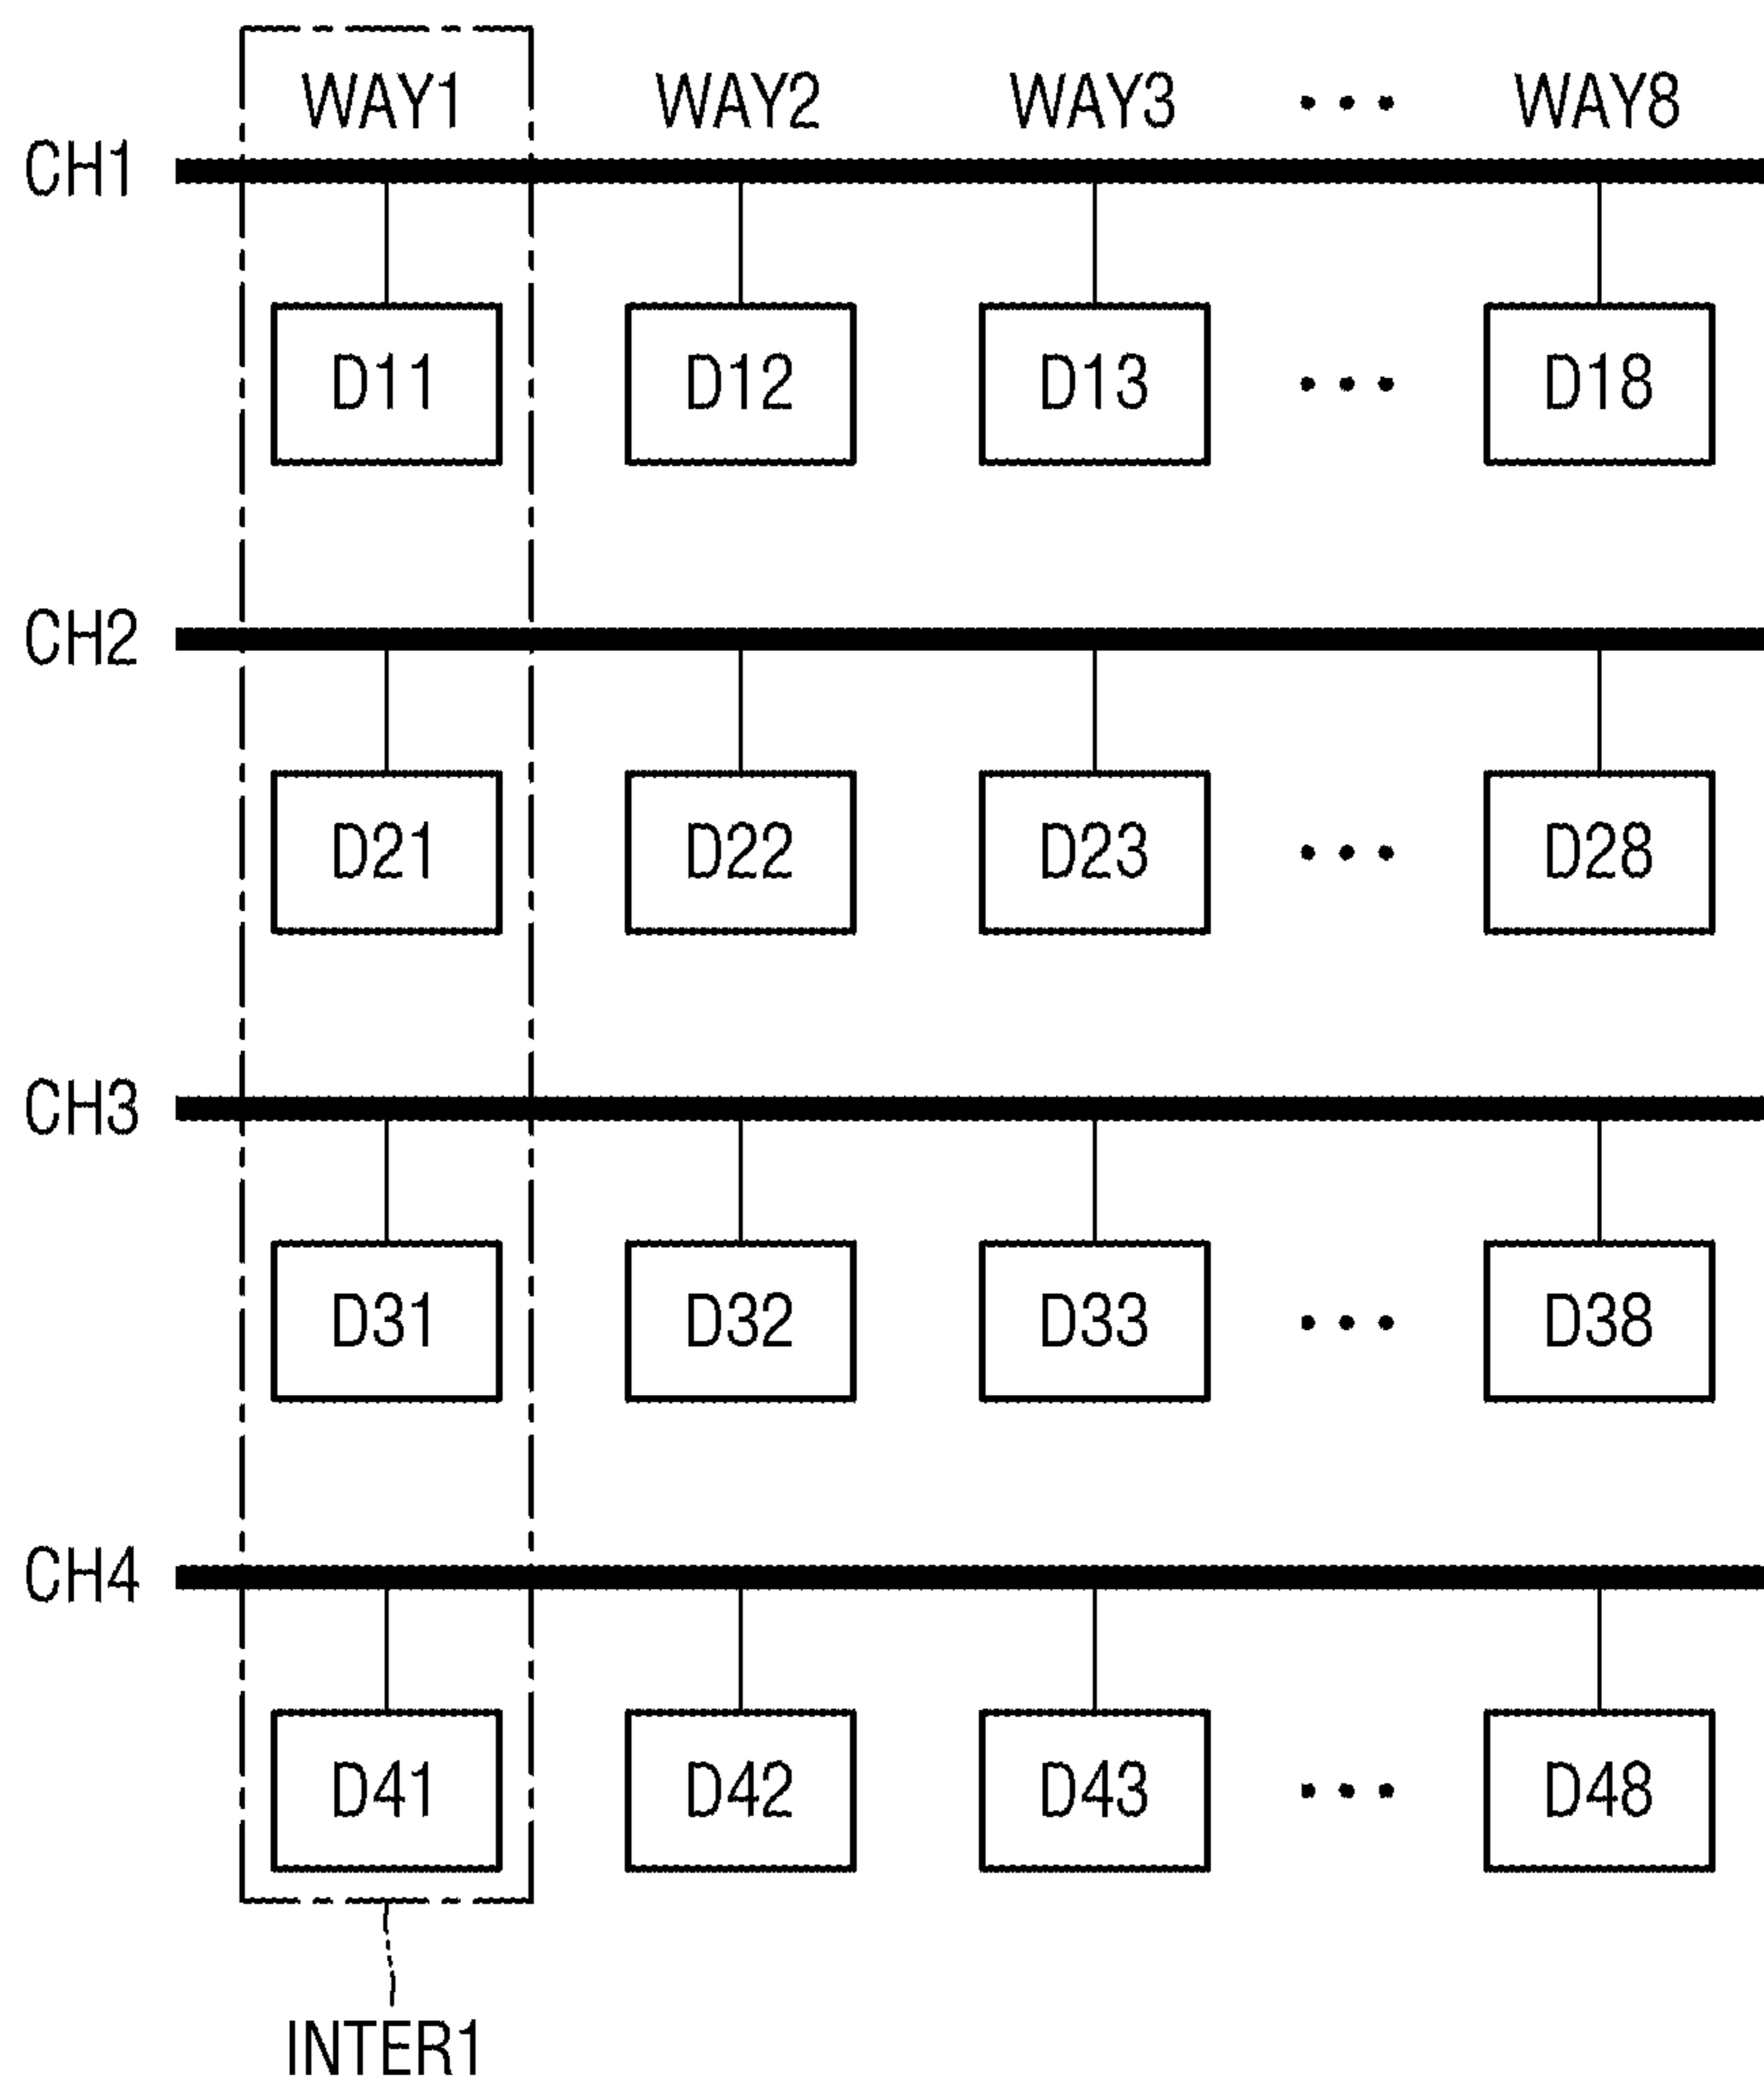 WAY1 WAY2 WAY3 ••• WAY8
CH1
D11 D12 D13 ••• D18
CH2
D21 D22 D23 ••• D28
CH3
D31 D32 D33 ••• D38
CH4
D41 D42 D43 ••• D48
INTER1